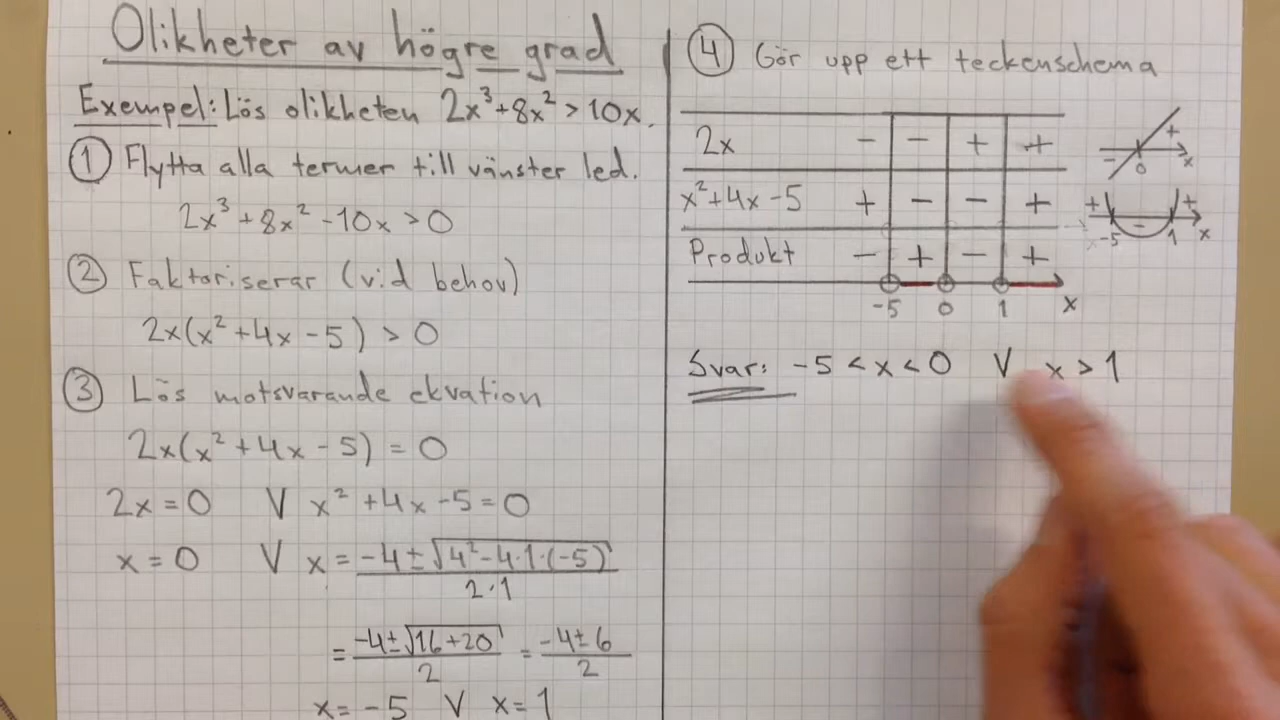 Olikheter av högre grad
Exempel: Lös olikheten 2x³+8x²>10x.
① Flytta alla termer till vänster led.
2x³+8x²-10x>0
② Faktoriserar (vid behov)
2x(x²+4x-5)>0
③ Lös motsvarande ekvation
2x(x²+4x-5)=0
2x=0 V x²+4x-5=0
x=0 V x=(-4±√(4²-4·1·(-5)))/(2·1)
=(-4±√(16+20))/2=(-4±6)/2
x=-5 V x=1
④ Gör upp ett teckenschema
2x - - + +
- 0 + x
x²+4x-5 + - - +
+ -5 - 1 + x
Produkt - + - +
-5 0 1 x
Svar: -5<x<0 V x>1